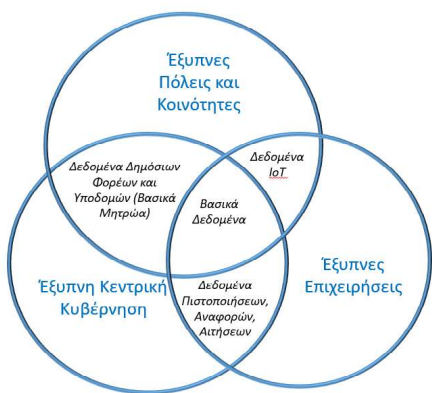 Έξυπνες
Πόλεις και
Κοινότητες
Δεδομένα Δημόσιων
Φορέων και
Υποδομών (Βασικά
Μητρώα)
Δεδομένα
IoT
Βασικά
Δεδομένα
Έξυπνη Κεντρική
Κυβέρνηση
Δεδομένα
Πιστοποιήσεων,
Αναφορών,
Αιτήσεων
Έξυπνες
Επιχειρήσεις